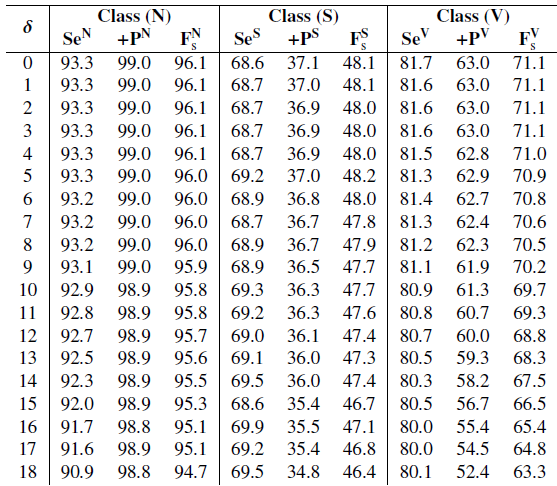 δ Class (N) Class (S) Class (V)
Se^N +P^N F_S^N Se^S +P^S F_S^S Se^V +P^V F_S^V
0 93.3 99.0 96.1 68.6 37.1 48.1 81.7 63.0 71.1
1 93.3 99.0 96.1 68.7 37.0 48.1 81.6 63.0 71.1
2 93.3 99.0 96.1 68.7 36.9 48.0 81.6 63.0 71.1
3 93.3 99.0 96.1 68.7 36.9 48.0 81.6 63.0 71.1
4 93.3 99.0 96.1 68.7 36.9 48.0 81.5 62.8 71.0
5 93.3 99.0 96.0 69.2 37.0 48.2 81.3 62.9 70.9
6 93.2 99.0 96.0 68.9 36.8 48.0 81.4 62.7 70.8
7 93.2 99.0 96.0 68.7 36.7 47.8 81.3 62.4 70.6
8 93.2 99.0 96.0 68.9 36.7 47.9 81.2 62.3 70.5
9 93.1 99.0 95.9 68.9 36.5 47.7 81.1 61.9 70.2
10 92.9 98.9 95.8 69.3 36.3 47.7 80.9 61.3 69.7
11 92.8 98.9 95.8 69.2 36.3 47.6 80.8 60.7 69.3
12 92.7 98.9 95.7 69.0 36.1 47.4 80.7 60.0 68.8
13 92.5 98.9 95.6 69.1 36.0 47.3 80.5 59.3 68.3
14 92.3 98.9 95.5 69.5 36.0 47.4 80.3 58.2 67.5
15 92.0 98.9 95.3 68.6 35.4 46.7 80.5 56.7 66.5
16 91.7 98.8 95.1 69.9 35.5 47.1 80.0 55.4 65.4
17 91.6 98.9 95.1 69.2 35.4 46.8 80.0 54.5 64.8
18 90.9 98.8 94.7 69.5 34.8 46.4 80.1 52.4 63.3